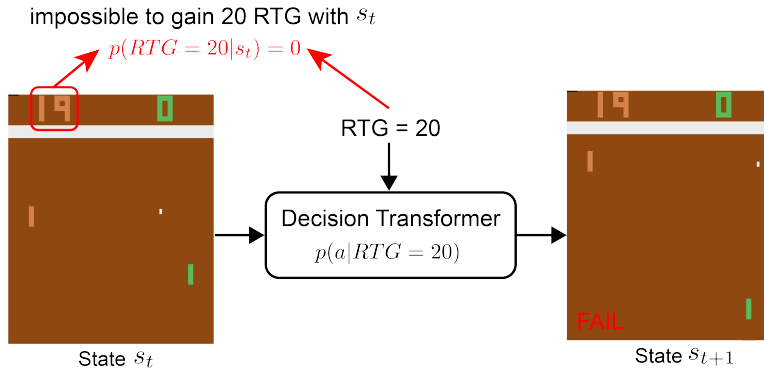 impossible to gain 20 RTG with $s_t$
$p(RTG = 20|s_t) = 0$
19 0
RTG = 20
19 0
Decision Transformer
$p(a|RTG = 20)$
FAIL
State $s_t$
State $s_{t+1}$